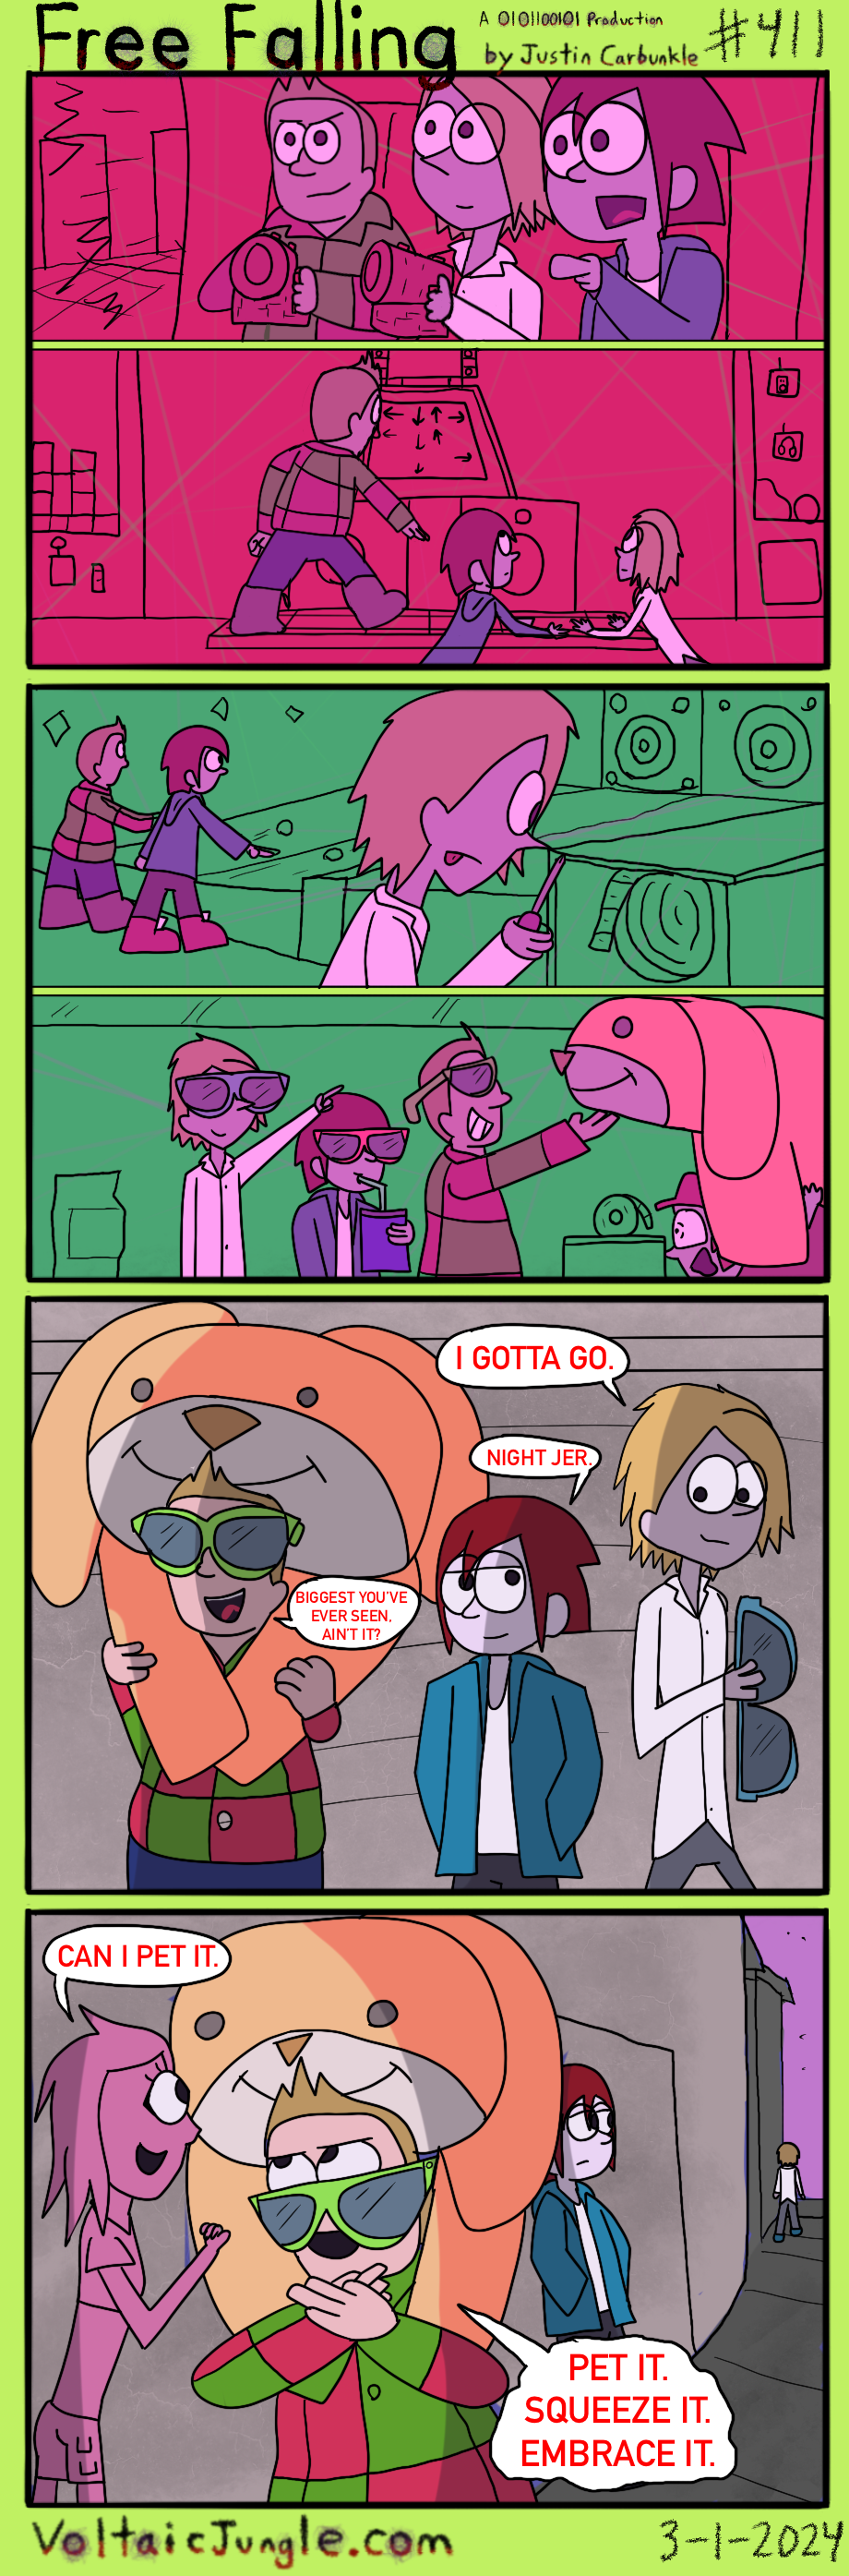 Free Falling
A 0101100101 Production
by Justin Carbunkle
#411
I GOTTA GO.
NIGHT JER.
BIGGEST YOU'VE
EVER SEEN,
AIN'T IT?
CAN I PET IT.
PET IT.
SQUEEZE IT.
EMBRACE IT.
VoltaicJungle.com
3-1-2024